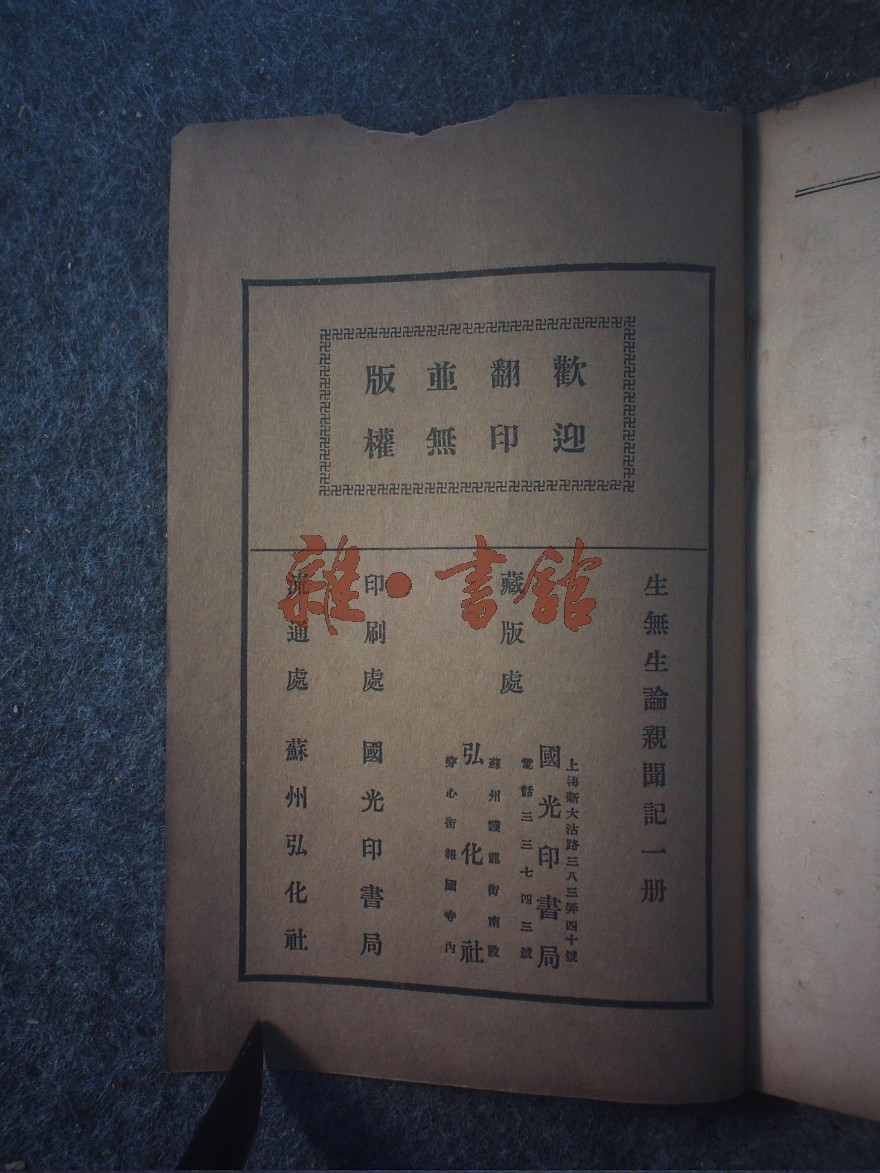 歡迎
翻印
並無
版權
生無生論親聞記一册
藏版處
上海新大沽路三八三弄四十號
國光印書局
電話三三七四三號
蘇州護龍街南段
弘化社
穿心街報國寺內
印刷處 國光印書局
流通處 蘇州弘化社
雜·書館